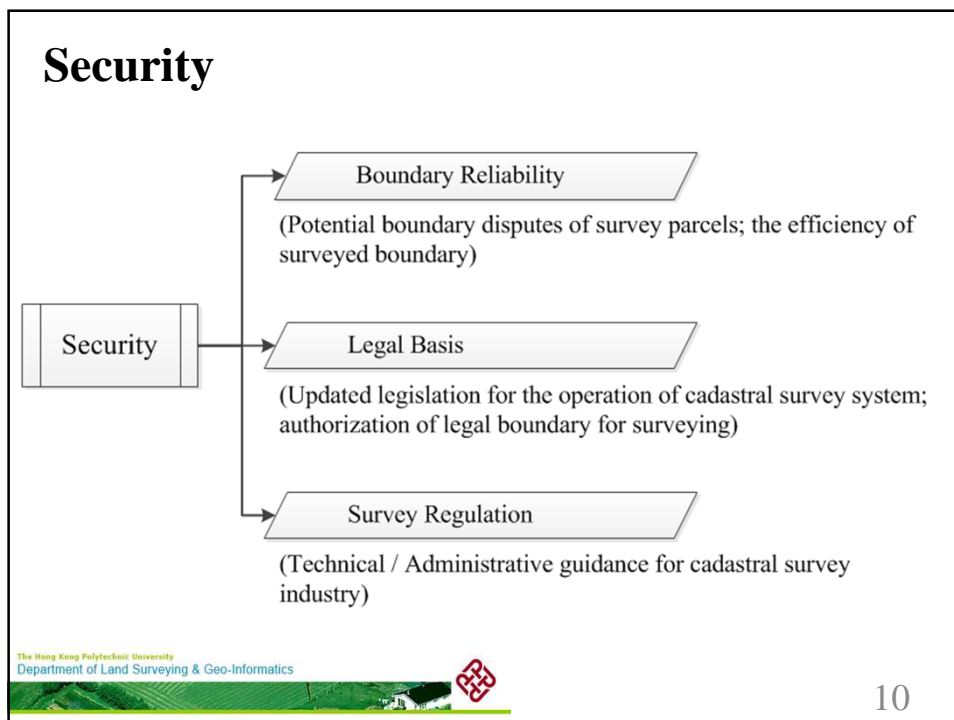 Security
Boundary Reliability
(Potential boundary disputes of survey parcels; the efficiency of
surveyed boundary)
Security
Legal Basis
(Updated legislation for the operation of cadastral survey system;
authorization of legal boundary for surveying)
Survey Regulation
(Technical / Administrative guidance for cadastral survey
industry)
The Hong Kong Polytechnic University
Department of Land Surveying & Geo-Informatics
10